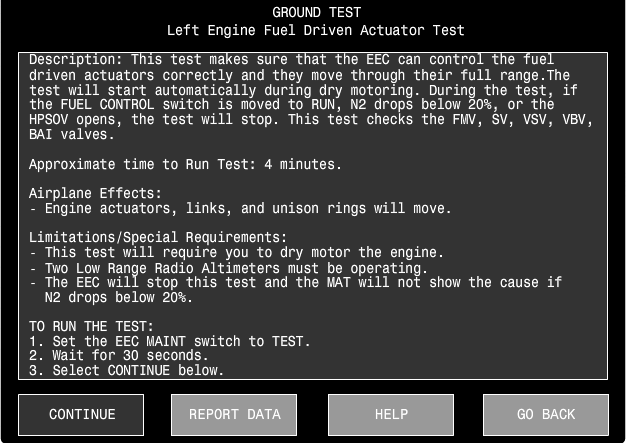 GROUND TEST
Left Engine Fuel Driven Actuator Test
Description: This test makes sure that the EEC can control the fuel
driven actuators correctly and they move through their full range.The
test will start automatically during dry motoring. During the test, if
the FUEL CONTROL switch is moved to RUN, N2 drops below 20%, or the
HPSOV opens, the test will stop. This test checks the FMV, SV, VSV, VBV,
BAI valves.
Approximate time to Run Test: 4 minutes.
Airplane Effects:
- Engine actuators, links, and unison rings will move.
Limitations/Special Requirements:
- This test will require you to dry motor the engine.
- Two Low Range Radio Altimeters must be operating.
- The EEC will stop this test and the MAT will not show the cause if
N2 drops below 20%.
TO RUN THE TEST:
1. Set the EEC MAINT switch to TEST.
2. Wait for 30 seconds.
3. Select CONTINUE below.
CONTINUE REPORT DATA HELP GO BACK